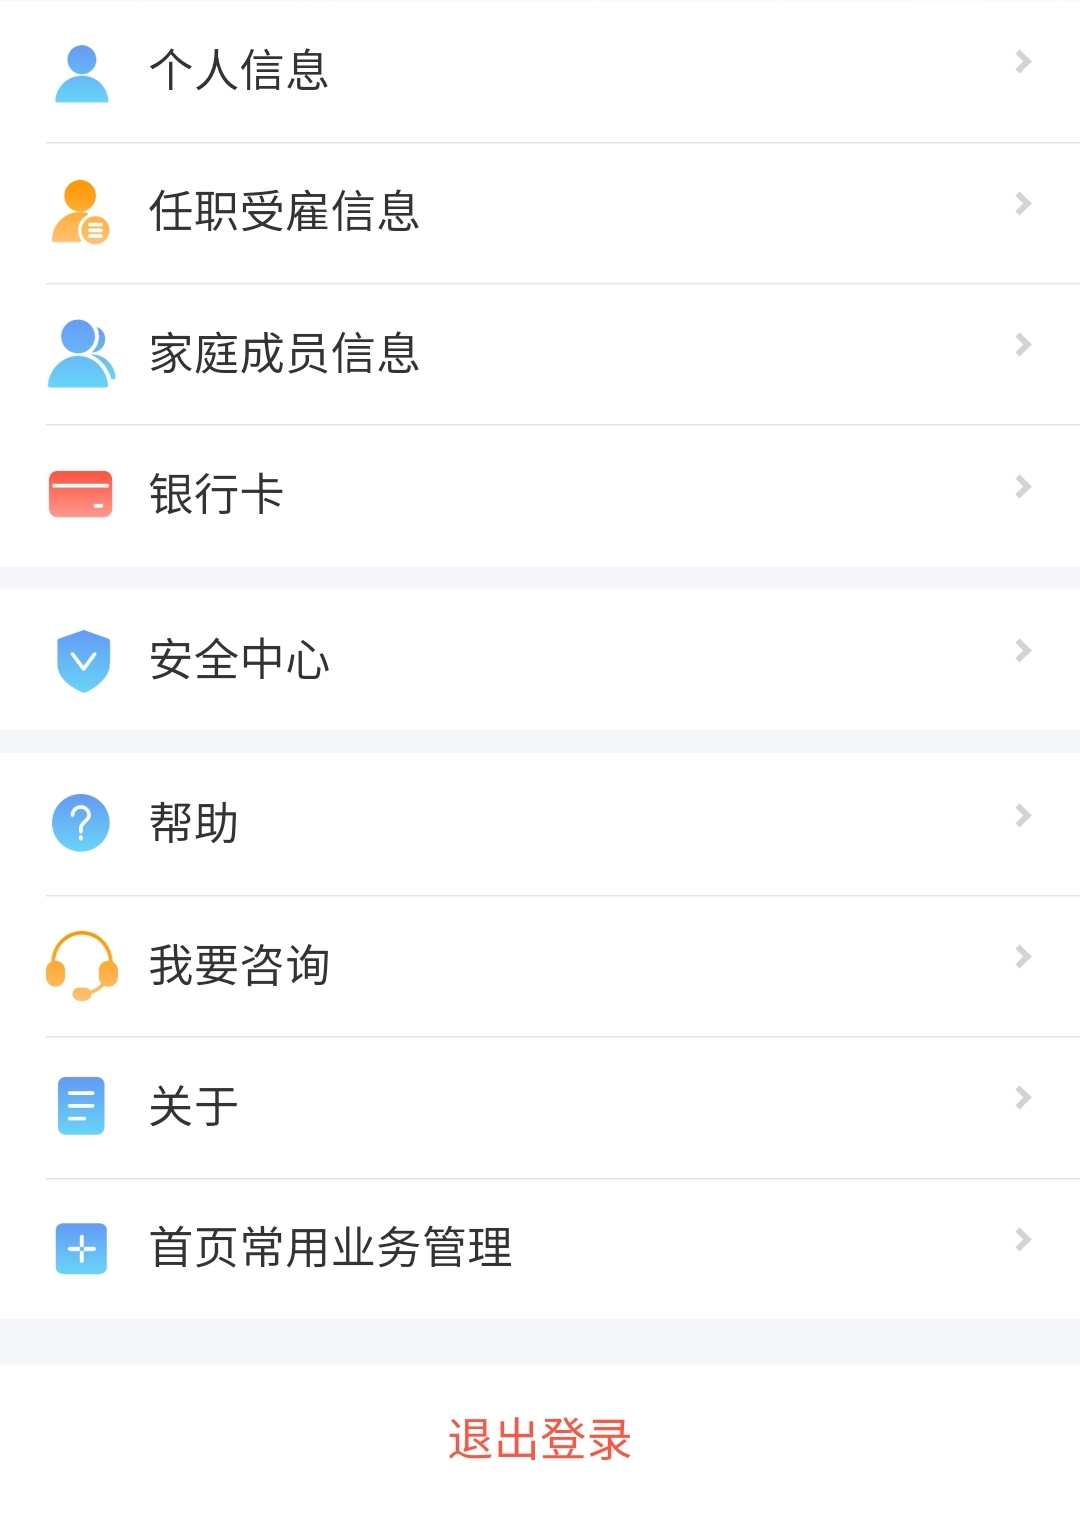 个人信息
任职受雇信息
家庭成员信息
银行卡
安全中心
帮助
我要咨询
关于
首页常用业务管理
退出登录